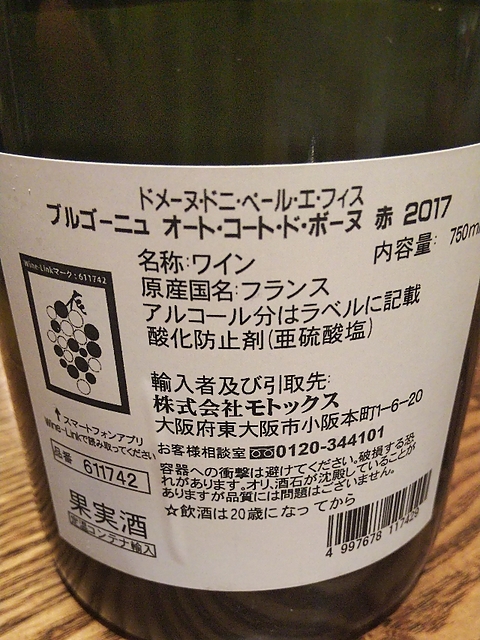 ドメーヌ・ドニ・ペール・エ・フィス
ブルゴーニュ オート・コート・ド・ボーヌ 赤 2017
内容量: 750m
Wine-Linkマーク:611742
名称:ワイン
原産国名:フランス
アルコール分はラベルに記載
酸化防止剤(亜硫酸塩)
輸入者及び引取先:
株式会社モトックス
大阪府東大阪市小阪本町1-6-20
お客様相談室 0120-344101
↑スマートフォンアプリ
Wine-Linkで読み取ってください
品番 611742
容器への衝撃は避けてください。破損する恐
れがあります。オリ、酒石が沈殿していることが
ありますが品質には問題はございません。
☆飲酒は20歳になってから
果実酒
定温コンテナ輸入
4 997678 117428